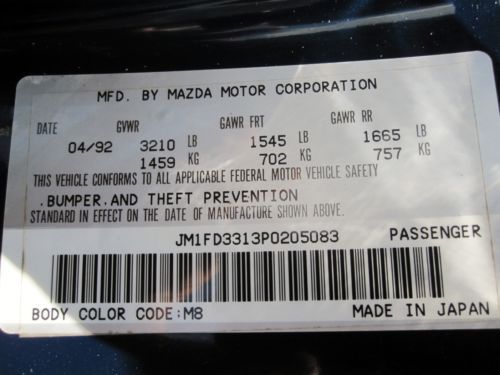 MFD. BY MAZDA MOTOR CORPORATION
DATE GVWR GAWR FRT GAWR RR
04/92 3210 LB 1545 LB 1665 LB
1459 KG 702 KG 757 KG
THIS VEHICLE CONFORMS TO ALL APPLICABLE FEDERAL MOTOR VEHICLE SAFETY
.BUMPER.AND THEFT PREVENTION
STANDARD IN EFFECT ON THE DATE OF MANUFACTURE SHOWN ABOVE.
JM1FD3313P0205083 PASSENGER
BODY COLOR CODE:M8 MADE IN JAPAN